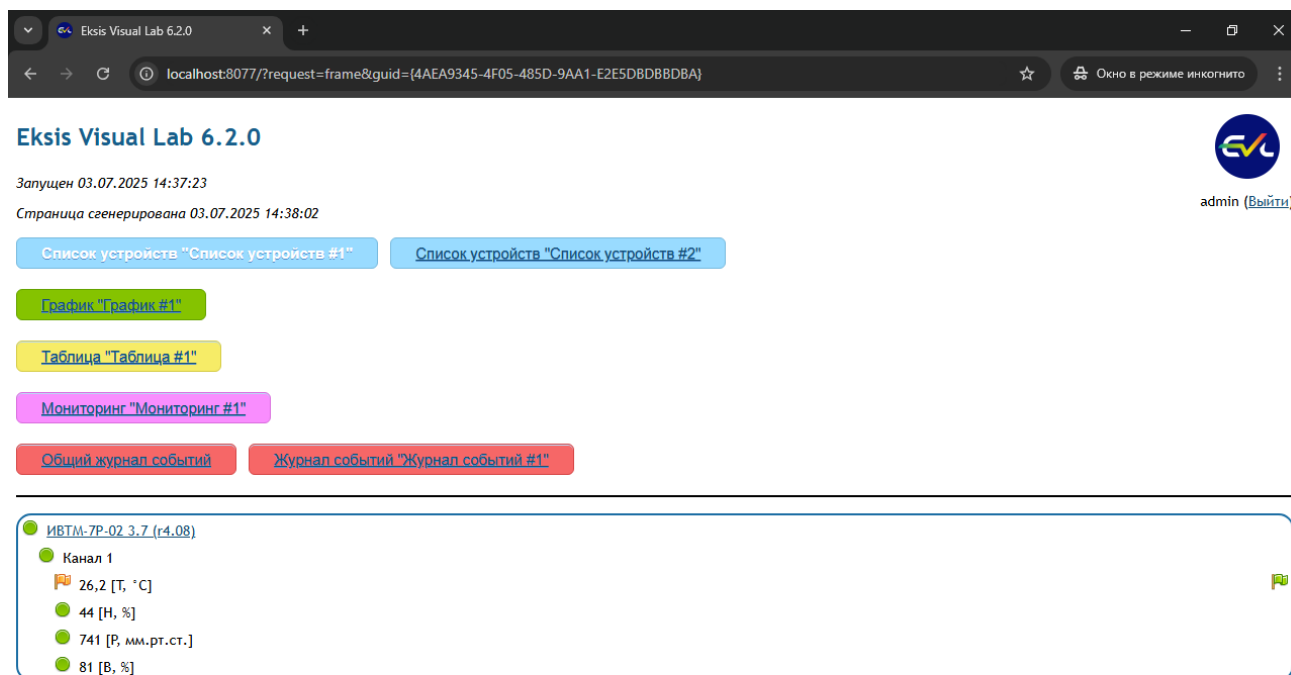 Eksis Visual Lab 6.2.0
localhost:8077/?request=frame&guid={4AEA9345-4F05-485D-9AA1-E2E5DBDBBDBA}
Окно в режиме инкогнито
Eksis Visual Lab 6.2.0
EVL
Запущен 03.07.2025 14:37:23
admin (Выйти)
Страница сгенерирована 03.07.2025 14:38:02
Список устройств "Список устройств #1"
Список устройств "Список устройств #2"
График "График #1"
Таблица "Таблица #1"
Мониторинг "Мониторинг #1"
Общий журнал событий
Журнал событий "Журнал событий #1"
ИВТМ-7Р-02 3.7 (r4.08)
Канал 1
26,2 [T, °C]
44 [H, %]
741 [P, мм.рт.ст.]
81 [B, %]